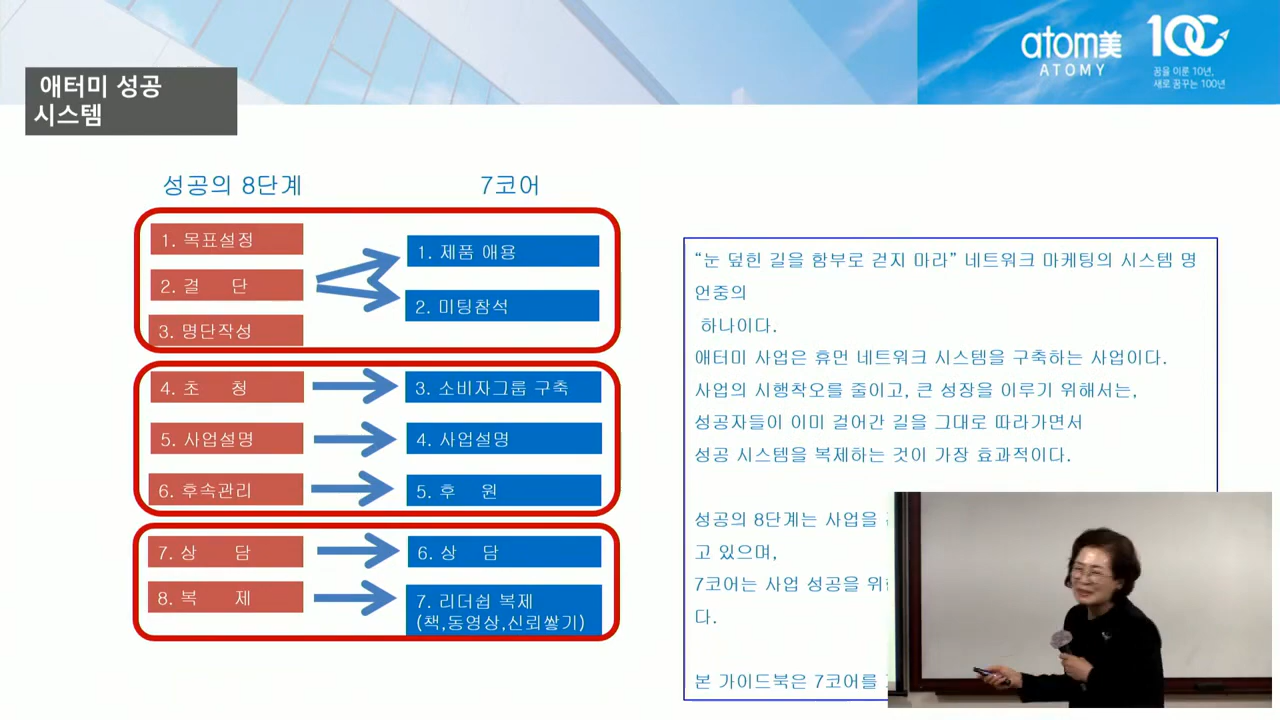 atom美
ATOMY
100
꿈을 이룬 10년,
새로 꿈꾸는 100년
애터미 성공
시스템
성공의 8단계
7코어
1. 목표설정
2. 결 단
3. 명단작성
1. 제품 애용
2. 미팅참석
4. 초 청
3. 소비자그룹 구축
5. 사업설명
4. 사업설명
6. 후속관리
5. 후 원
7. 상 담
6. 상 담
8. 복 제
7. 리더쉽 복제
(책,동영상,신뢰쌓기)
“눈 덮힌 길을 함부로 걷지 마라” 네트워크 마케팅의 시스템 명
언중의
하나이다.
애터미 사업은 휴먼 네트워크 시스템을 구축하는 사업이다.
사업의 시행착오를 줄이고, 큰 성장을 이루기 위해서는,
성공자들이 이미 걸어간 길을 그대로 따라가면서
성공 시스템을 복제하는 것이 가장 효과적이다.
성공의 8단계는 사업을
고 있으며,
7코어는 사업 성공을
다.
본 가이드북은 7코어를